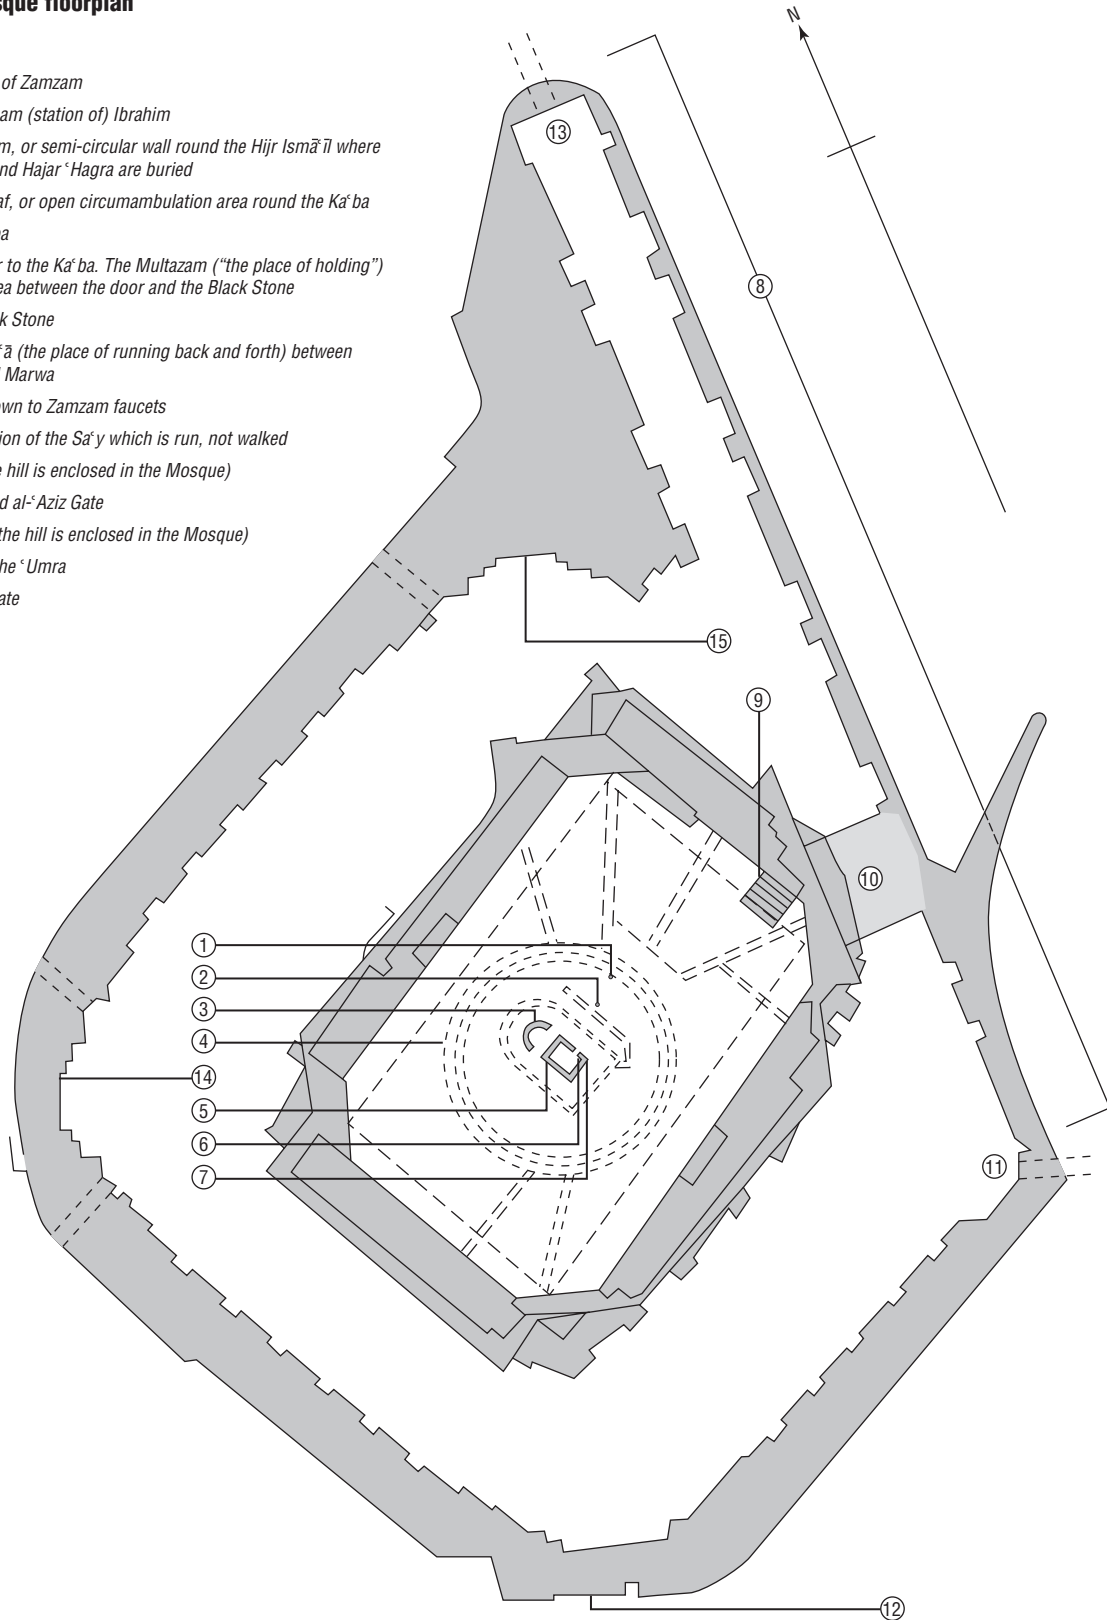 sque floorplan
of Zamzam
am (station of) Ibrahim
m, or semi-circular wall round the Hijr Ismāʿīl where
nd Hajar ʿHagra are buried
af, or open circumambulation area round the Kaʿba
a
r to the Kaʿba. The Multazam (“the place of holding”)
ea between the door and the Black Stone
k Stone
ʿā (the place of running back and forth) between
Marwa
own to Zamzam faucets
ion of the Saʿy which is run, not walked
e hill is enclosed in the Mosque)
d al-ʿAziz Gate
(the hill is enclosed in the Mosque)
he ʿUmra
ate
N
13
8
15
9
10
1
2
3
4
14
5
6
7
11
12